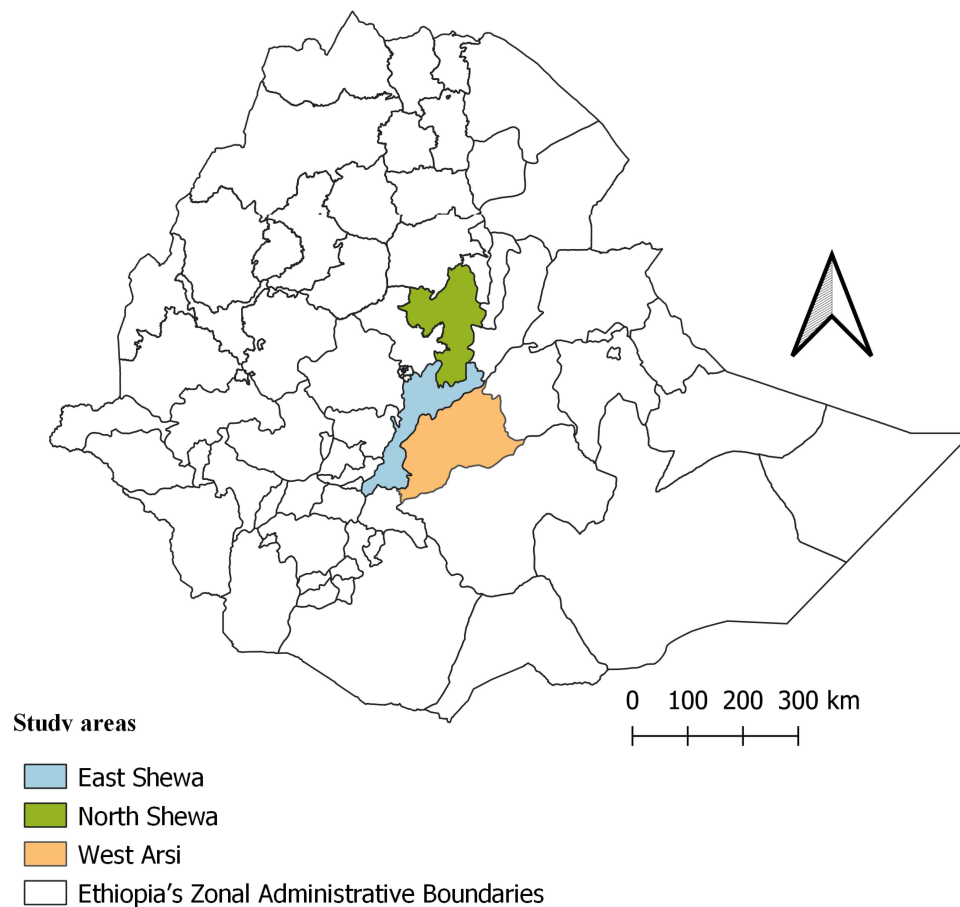 0 100 200 300 km
Study areas
East Shewa
North Shewa
West Arsi
Ethiopia's Zonal Administrative Boundaries